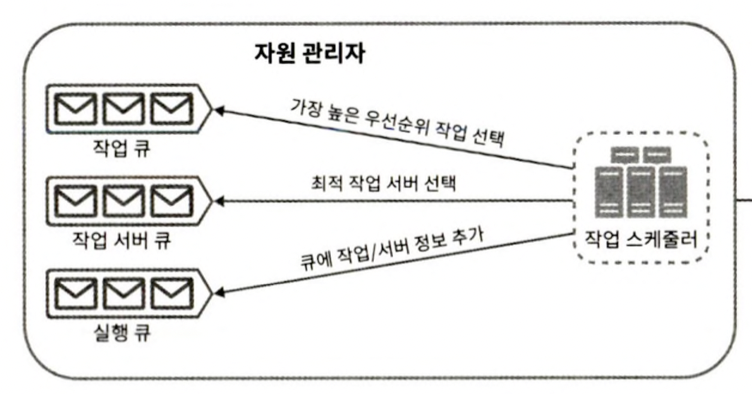 자원 관리자
가장 높은 우선순위 작업 선택
작업 큐
최적 작업 서버 선택
작업 서버 큐
작업 스케줄러
큐에 작업/서버 정보 추가
실행 큐